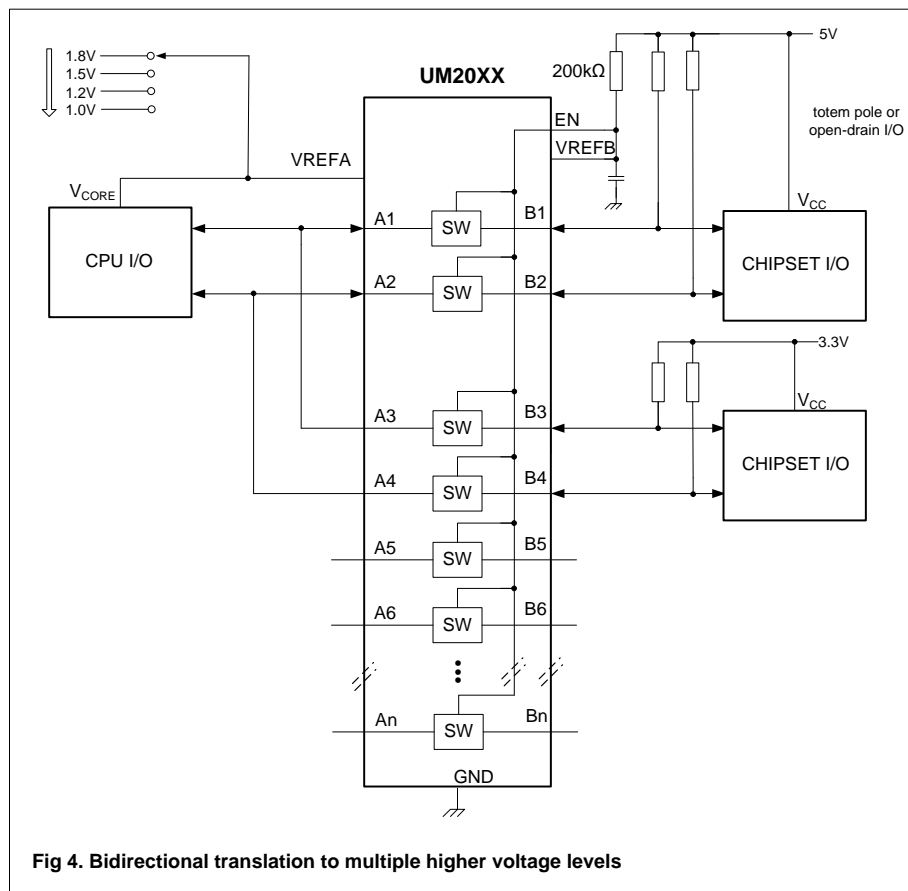 1.8V
1.5V
1.2V
1.0V
UM20XX
200kΩ
5V
totem pole or
open-drain I/O
EN
VREFB
VREFA
VCORE
VCC
CPU I/O
A1
SW
B1
CHIPSET I/O
A2
SW
B2
3.3V
VCC
A3
SW
B3
CHIPSET I/O
A4
SW
B4
A5
SW
B5
A6
SW
B6
An
SW
Bn
GND
Fig 4. Bidirectional translation to multiple higher voltage levels